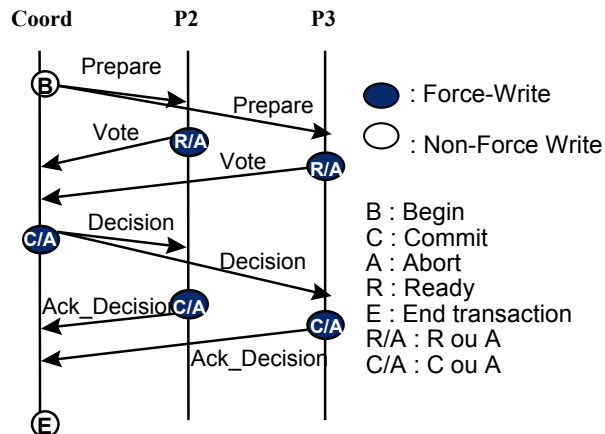 Coord P2 P3
Prepare
B
Prepare
: Force-Write
Vote
R/A
: Non-Force Write
Vote
R/A
B : Begin
C : Commit
A : Abort
R : Ready
E : End transaction
R/A : R ou A
C/A : C ou A
Decision
C/A
Decision
Ack_Decision
C/A
C/A
Ack_Decision
E